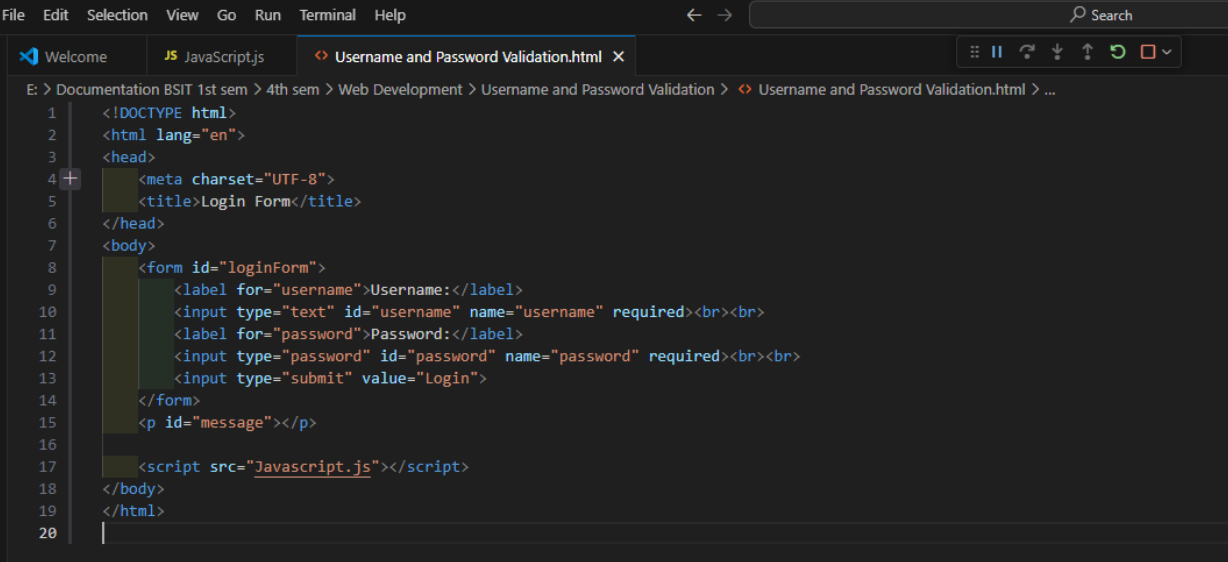 File Edit Selection View Go Run Terminal Help Search
Welcome JS JavaScript.js <> Username and Password Validation.html
E: > Documentation BSIT 1st sem > 4th sem > Web Development > Username and Password Validation > <> Username and Password Validation.html > ...
1 <!DOCTYPE html>
2 <html lang="en">
3 <head>
4 <meta charset="UTF-8">
5 <title>Login Form</title>
6 </head>
7 <body>
8 <form id="loginForm">
9 <label for="username">Username:</label>
10 <input type="text" id="username" name="username" required><br><br>
11 <label for="password">Password:</label>
12 <input type="password" id="password" name="password" required><br><br>
13 <input type="submit" value="Login">
14 </form>
15 <p id="message"></p>
16
17 <script src="Javascript.js"></script>
18 </body>
19 </html>
20